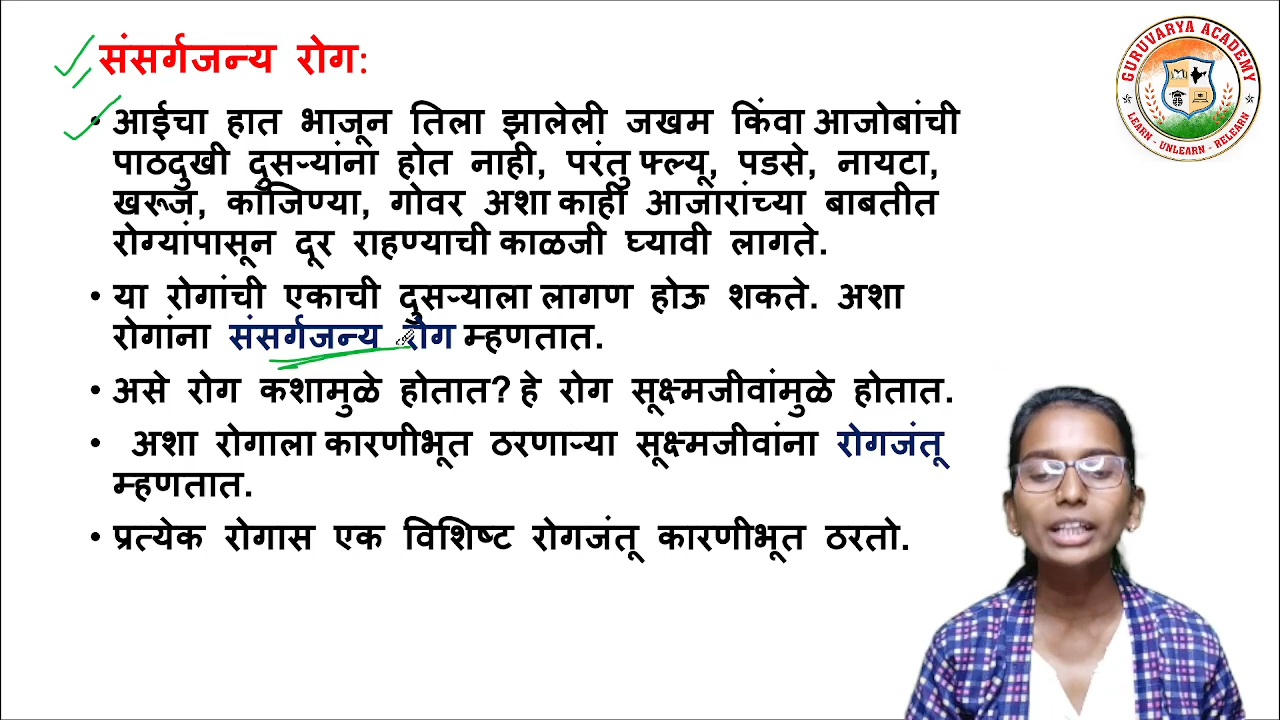 संसर्गजन्य रोग:
• आईचा हात भाजून तिला झालेली जखम किंवा आजोबांची
पाठदुखी दुसऱ्यांना होत नाही, परंतु फ्ल्यू, पडसे, नायटा,
खरूज, कांजिण्या, गोवर अशा काही आजारांच्या बाबतीत
रोग्यांपासून दूर राहण्याची काळजी घ्यावी लागते.
• या रोगांची एकाची दुसऱ्याला लागण होऊ शकते. अशा
रोगांना संसर्गजन्य रोग म्हणतात.
• असे रोग कशामुळे होतात? हे रोग सूक्ष्मजीवांमुळे होतात.
• अशा रोगाला कारणीभूत ठरणाऱ्या सूक्ष्मजीवांना रोगजंतू
म्हणतात.
• प्रत्येक रोगास एक विशिष्ट रोगजंतू कारणीभूत ठरतो.
GURUVARYA ACADEMY
LEARN - UNLEARN - RELEARN